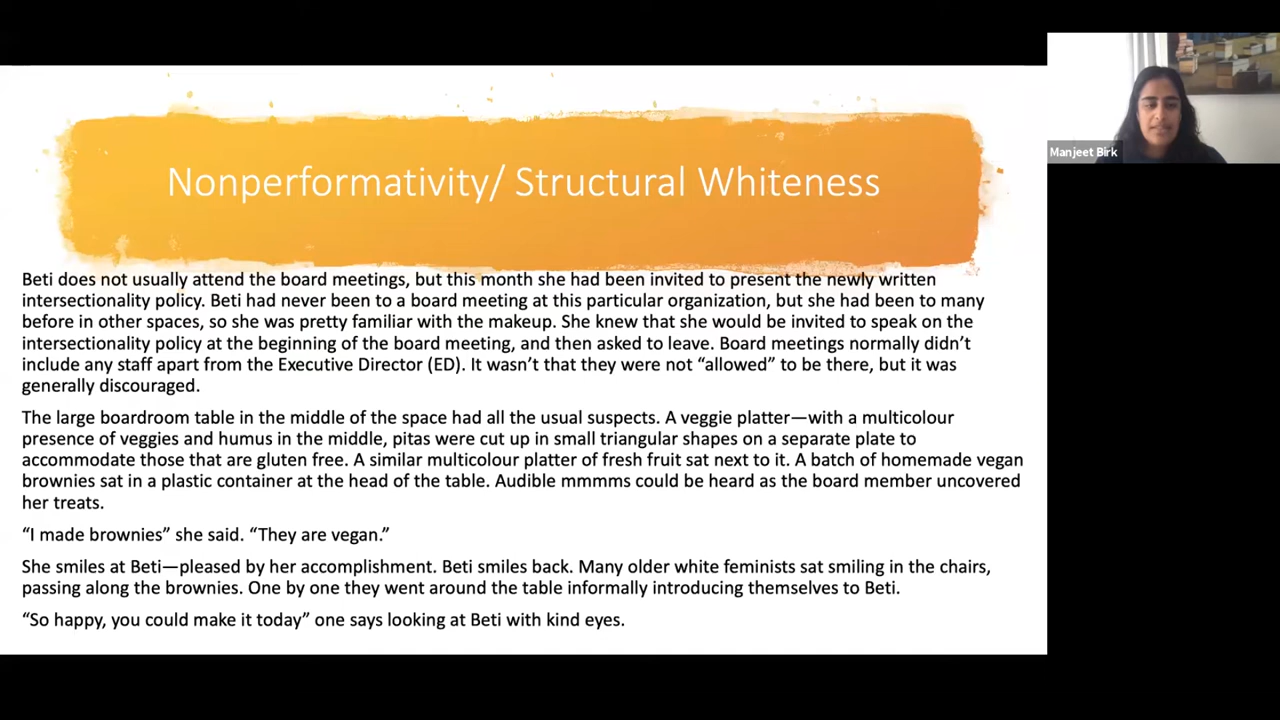 Nonperformativity/ Structural Whiteness
Manjeet Birk
Beti does not usually attend the board meetings, but this month she had been invited to present the newly written
intersectionality policy. Beti had never been to a board meeting at this particular organization, but she had been to many
before in other spaces, so she was pretty familiar with the makeup. She knew that she would be invited to speak on the
intersectionality policy at the beginning of the board meeting, and then asked to leave. Board meetings normally didn’t
include any staff apart from the Executive Director (ED). It wasn’t that they were not “allowed” to be there, but it was
generally discouraged.
The large boardroom table in the middle of the space had all the usual suspects. A veggie platter—with a multicolour
presence of veggies and humus in the middle, pitas were cut up in small triangular shapes on a separate plate to
accommodate those that are gluten free. A similar multicolour platter of fresh fruit sat next to it. A batch of homemade vegan
brownies sat in a plastic container at the head of the table. Audible mmmms could be heard as the board member uncovered
her treats.
“I made brownies” she said. “They are vegan.”
She smiles at Beti—pleased by her accomplishment. Beti smiles back. Many older white feminists sat smiling in the chairs,
passing along the brownies. One by one they went around the table informally introducing themselves to Beti.
“So happy, you could make it today” one says looking at Beti with kind eyes.